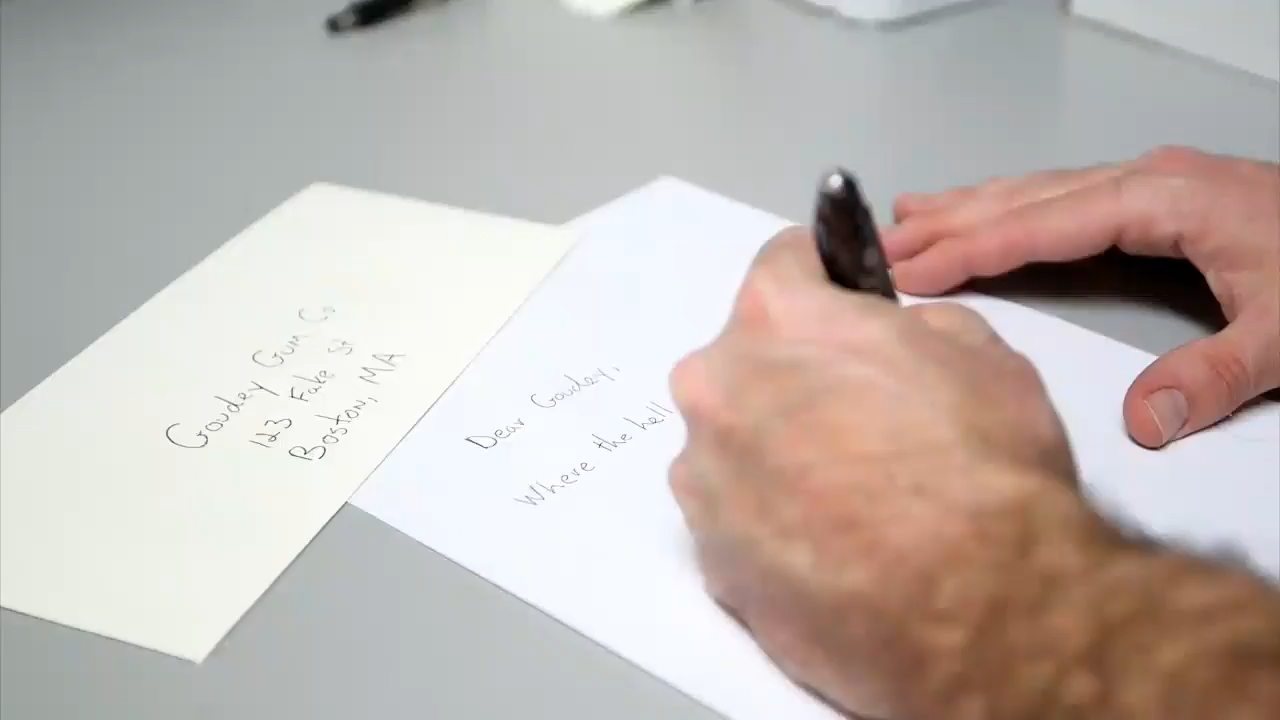 Goudey Gum Co
123 Fake St
Boston, MA
Dear Goudey,
Where the hell